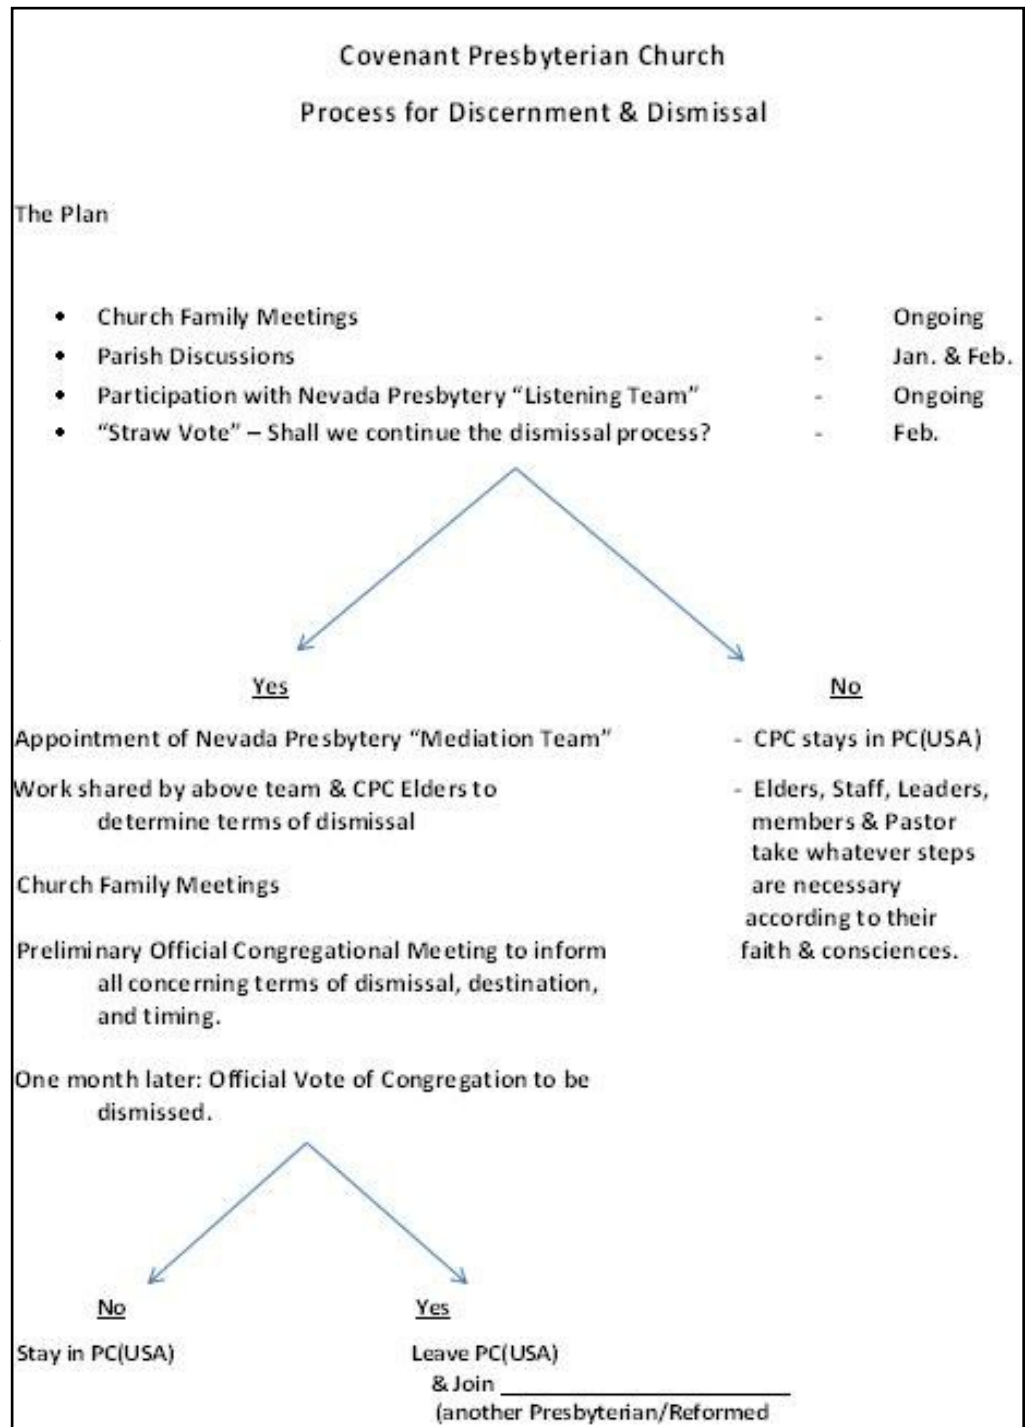 Covenant Presbyterian Church
Process for Discernment & Dismissal
The Plan
• Church Family Meetings - Ongoing
• Parish Discussions - Jan. & Feb.
• Participation with Nevada Presbytery “Listening Team” - Ongoing
• “Straw Vote” – Shall we continue the dismissal process? - Feb.
Yes
Appointment of Nevada Presbytery “Mediation Team”
Work shared by above team & CPC Elders to
determine terms of dismissal
Church Family Meetings
Preliminary Official Congregational Meeting to inform
all concerning terms of dismissal, destination,
and timing.
One month later: Official Vote of Congregation to be
dismissed.
No
- CPC stays in PC(USA)
- Elders, Staff, Leaders,
members & Pastor
take whatever steps
are necessary
according to their
faith & consciences.
No
Stay in PC(USA)
Yes
Leave PC(USA)
& Join ______________________
(another Presbyterian/Reformed